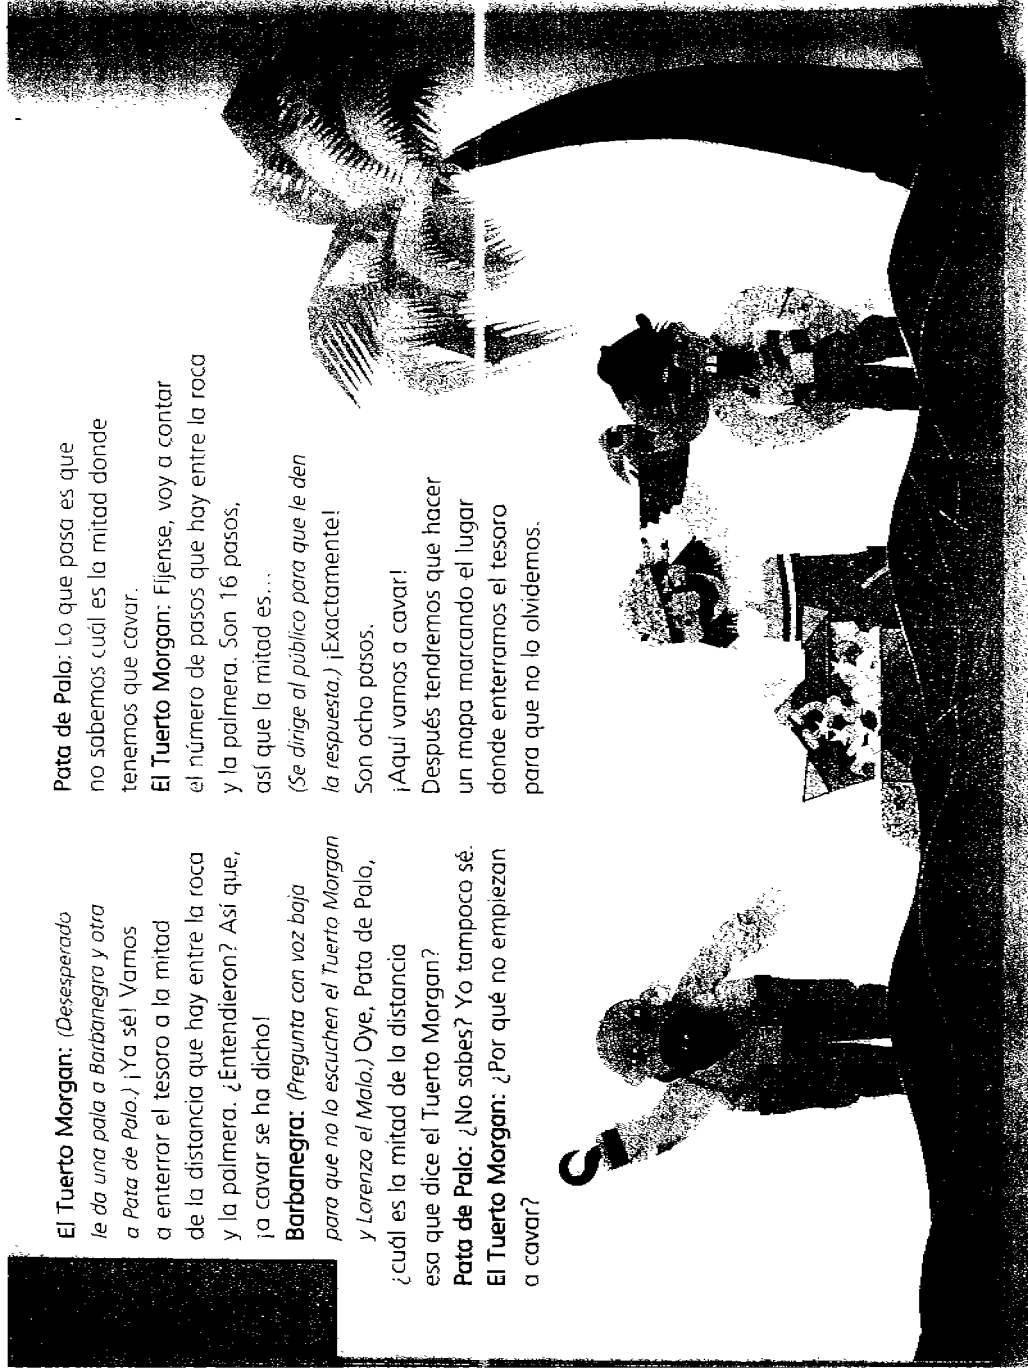 El Tuerto Morgan: (Desesperado
le da una pala a Barbanegra y otra
a Pata de Palo.) ¡Ya sé! Vamos
a enterrar el tesoro a la mitad
de la distancia que hay entre la roca
y la palmera. ¿Entendieron? Así que,
¡a cavar se ha dicho!
Barbanegra: (Pregunta con voz baja
para que no lo escuchen el Tuerto Morgan
y Lorenzo el Malo.) Oye, Pata de Palo,
¿cuál es la mitad de la distancia
esa que dice el Tuerto Morgan?
Pata de Palo: ¿No sabes? Yo tampoco sé.
El Tuerto Morgan: ¿Por qué no empiezan
a cavar?
Pata de Palo: Lo que pasa es que
no sabemos cuál es la mitad donde
tenemos que cavar.
El Tuerto Morgan: Fíjense, voy a contar
el número de pasos que hay entre la roca
y la palmera. Son 16 pasos,
así que la mitad es...
(Se dirige al público para que le den
la respuesta.) ¡Exactamente!
Son ocho pasos.
¡Aquí vamos a cavar!
Después tendremos que hacer
un mapa marcando el lugar
donde enterramos el tesoro
para que no lo olvidemos.